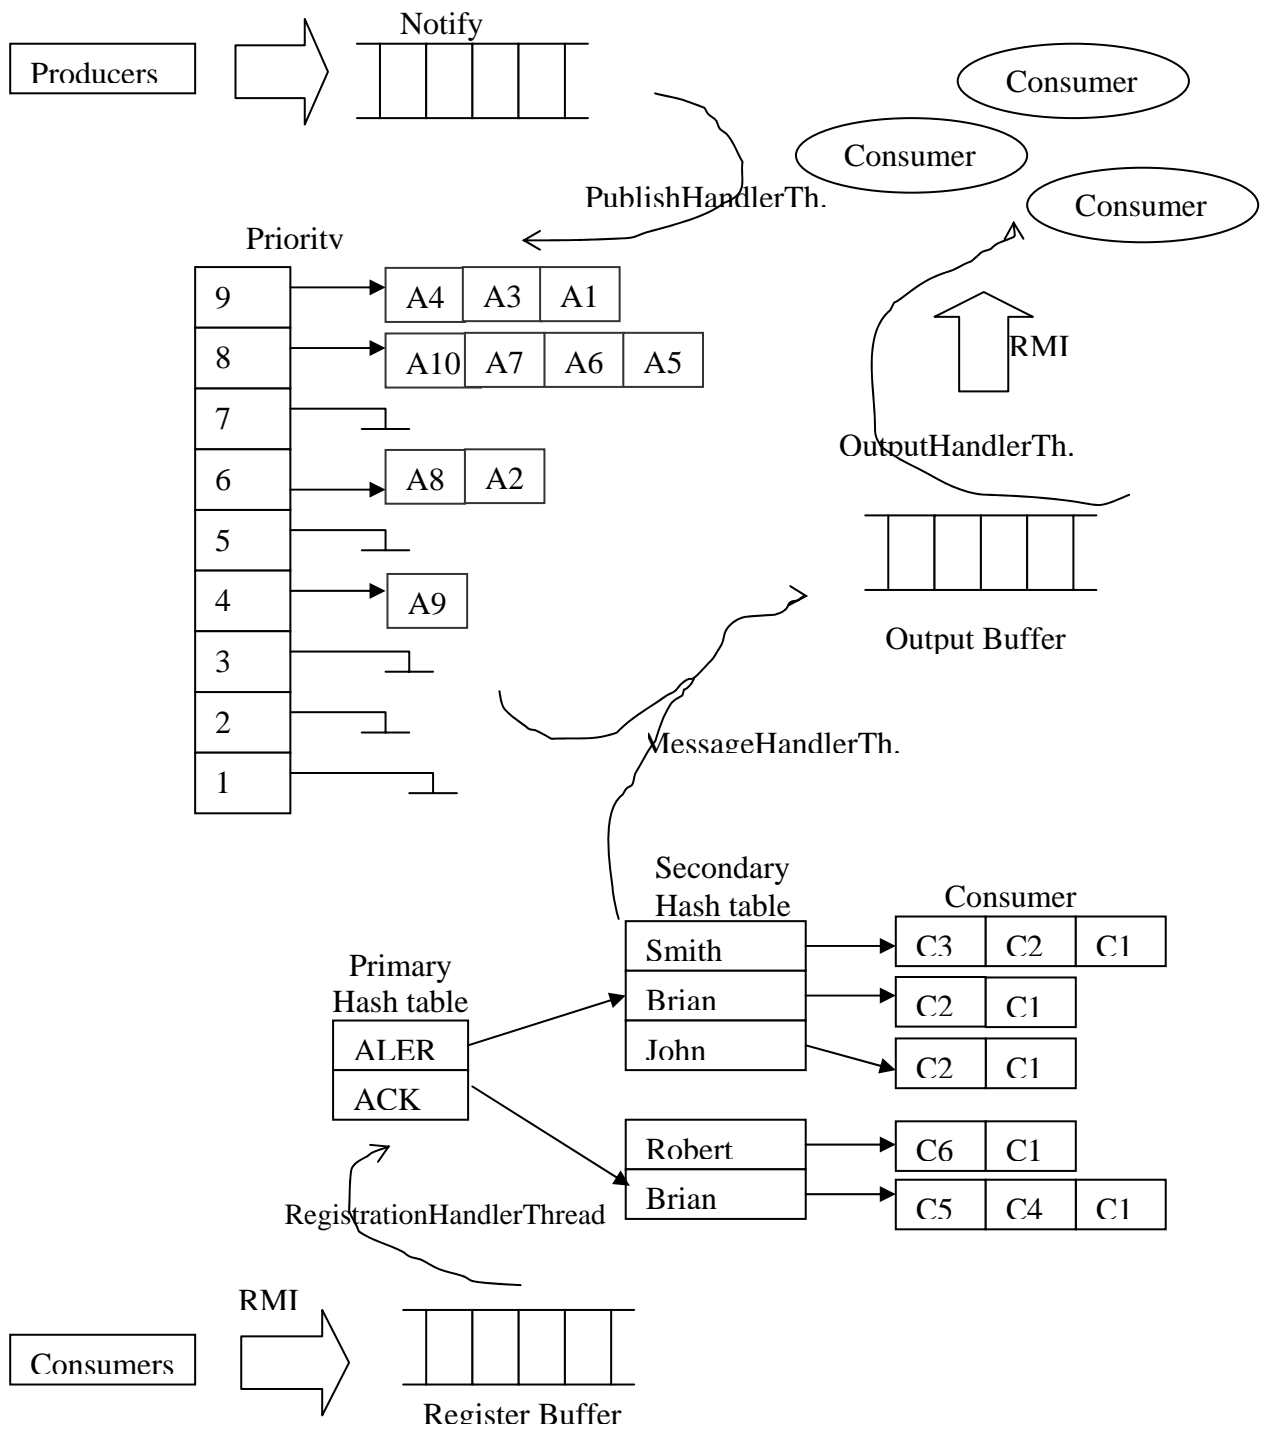 Notify
Producers
Consumer
Consumer
Consumer
PublishHandlerTh.
Priority
9
A4 A3 A1
8
A10 A7 A6 A5
7
6
A8 A2
5
4
A9
3
2
1
RMI
OutputHandlerTh.
Output Buffer
MessageHandlerTh.
Secondary
Hash table
Consumer
Smith
C3 C2 C1
Brian
C2 C1
John
C2 C1
Primary
Hash table
ALER
ACK
Robert
C6 C1
Brian
C5 C4 C1
RegistrationHandlerThread
RMI
Consumers
Register Buffer